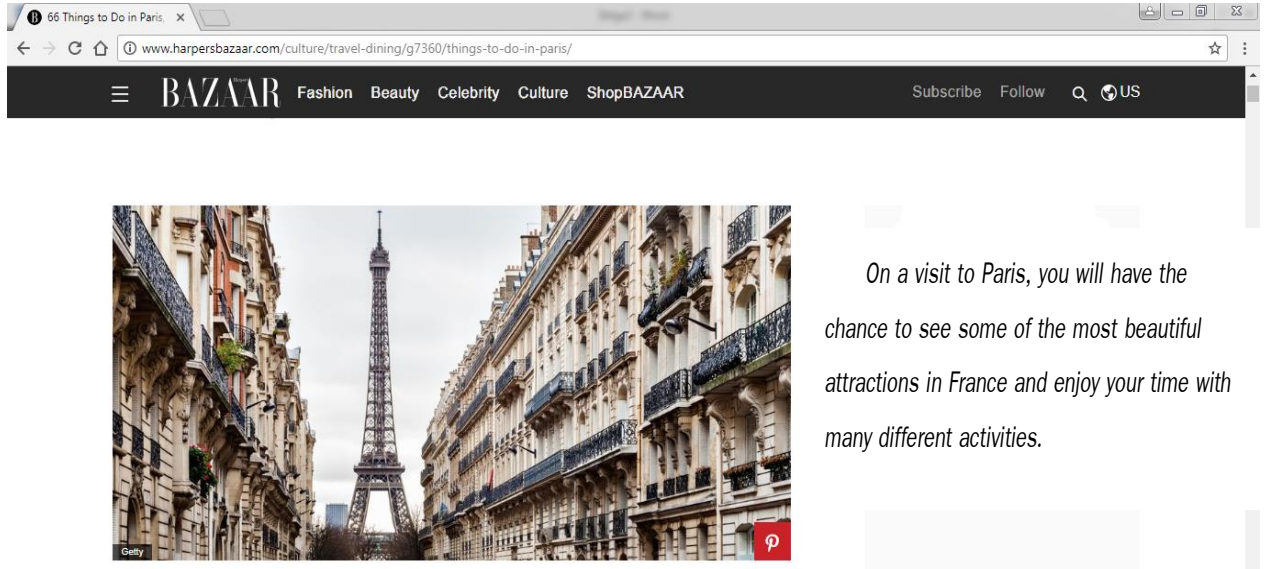 66 Things to Do in Paris,
www.harpersbazaar.com/culture/travel-dining/g7360/things-to-do-in-paris/
Harper's BAZAAR Fashion Beauty Celebrity Culture ShopBAZAAR Subscribe Follow US
On a visit to Paris, you will have the
chance to see some of the most beautiful
attractions in France and enjoy your time with
many different activities.
Getty